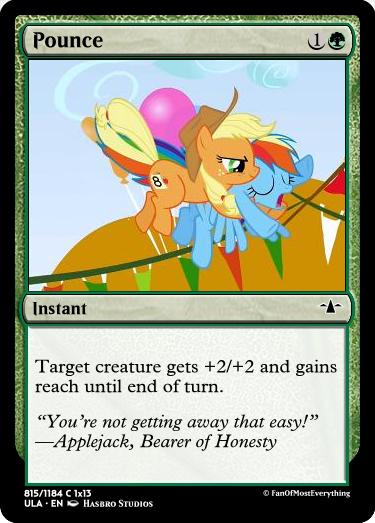 Pounce 1
8
Instant
Target creature gets +2/+2 and gains
reach until end of turn.
“You're not getting away that easy!”
—Applejack, Bearer of Honesty
815/1184 C 1x13
ULA • EN Hasbro Studios © FanOfMostEverything